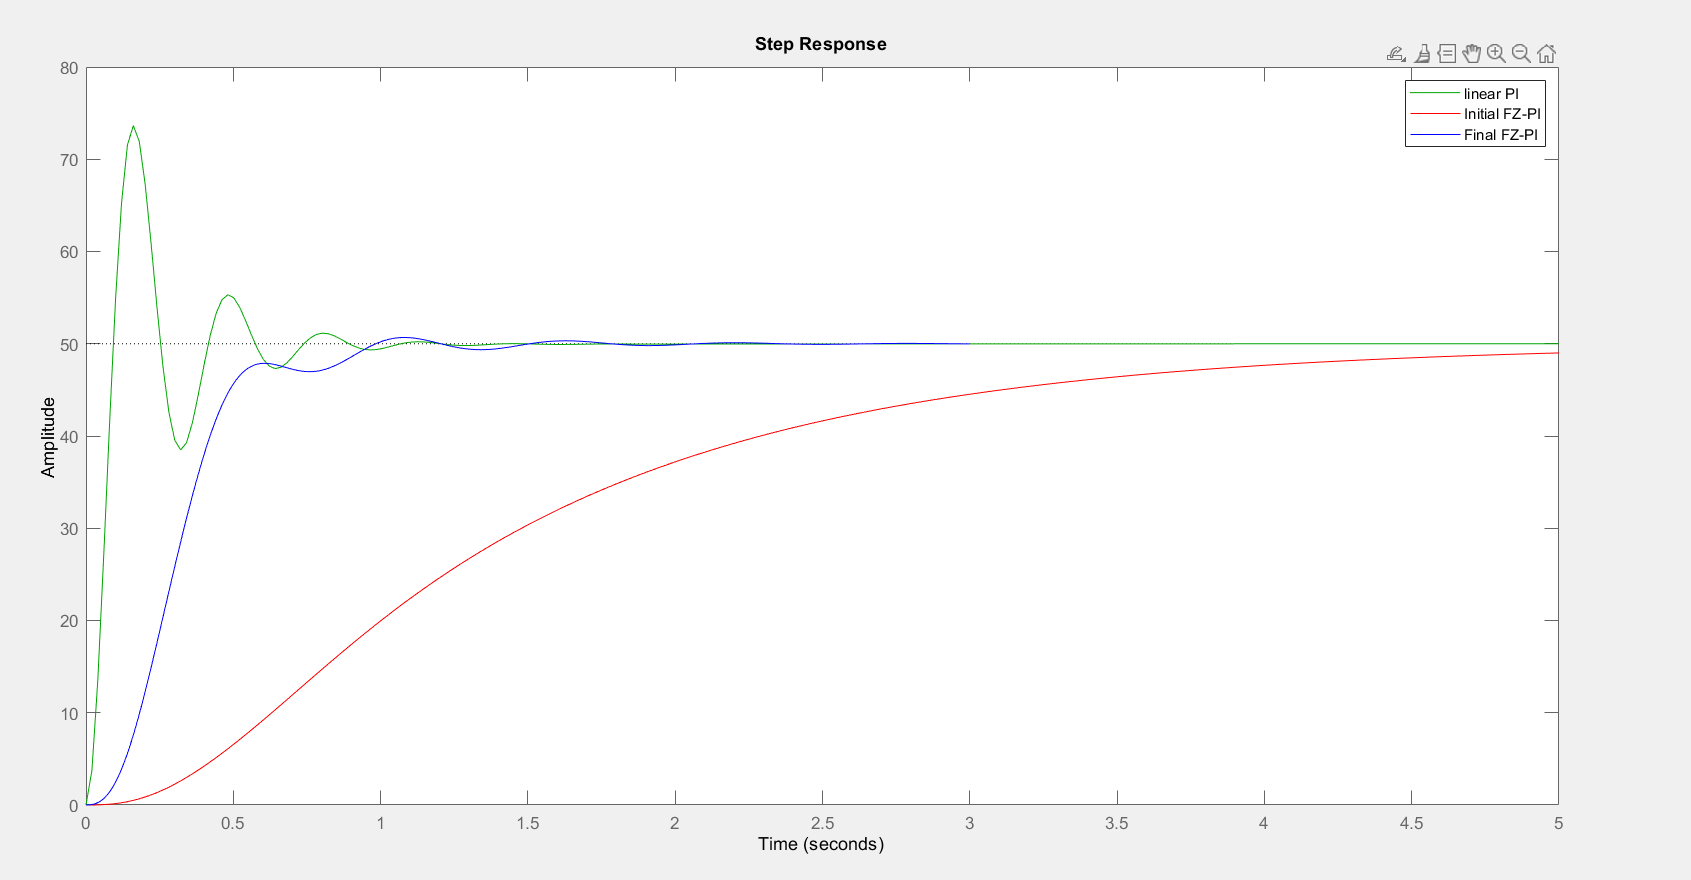 Step Response
linear PI
Initial FZ-PI
Final FZ-PI
80
70
60
50
40
30
20
10
0
Amplitude
0 0.5 1 1.5 2 2.5 3 3.5 4 4.5 5
Time (seconds)